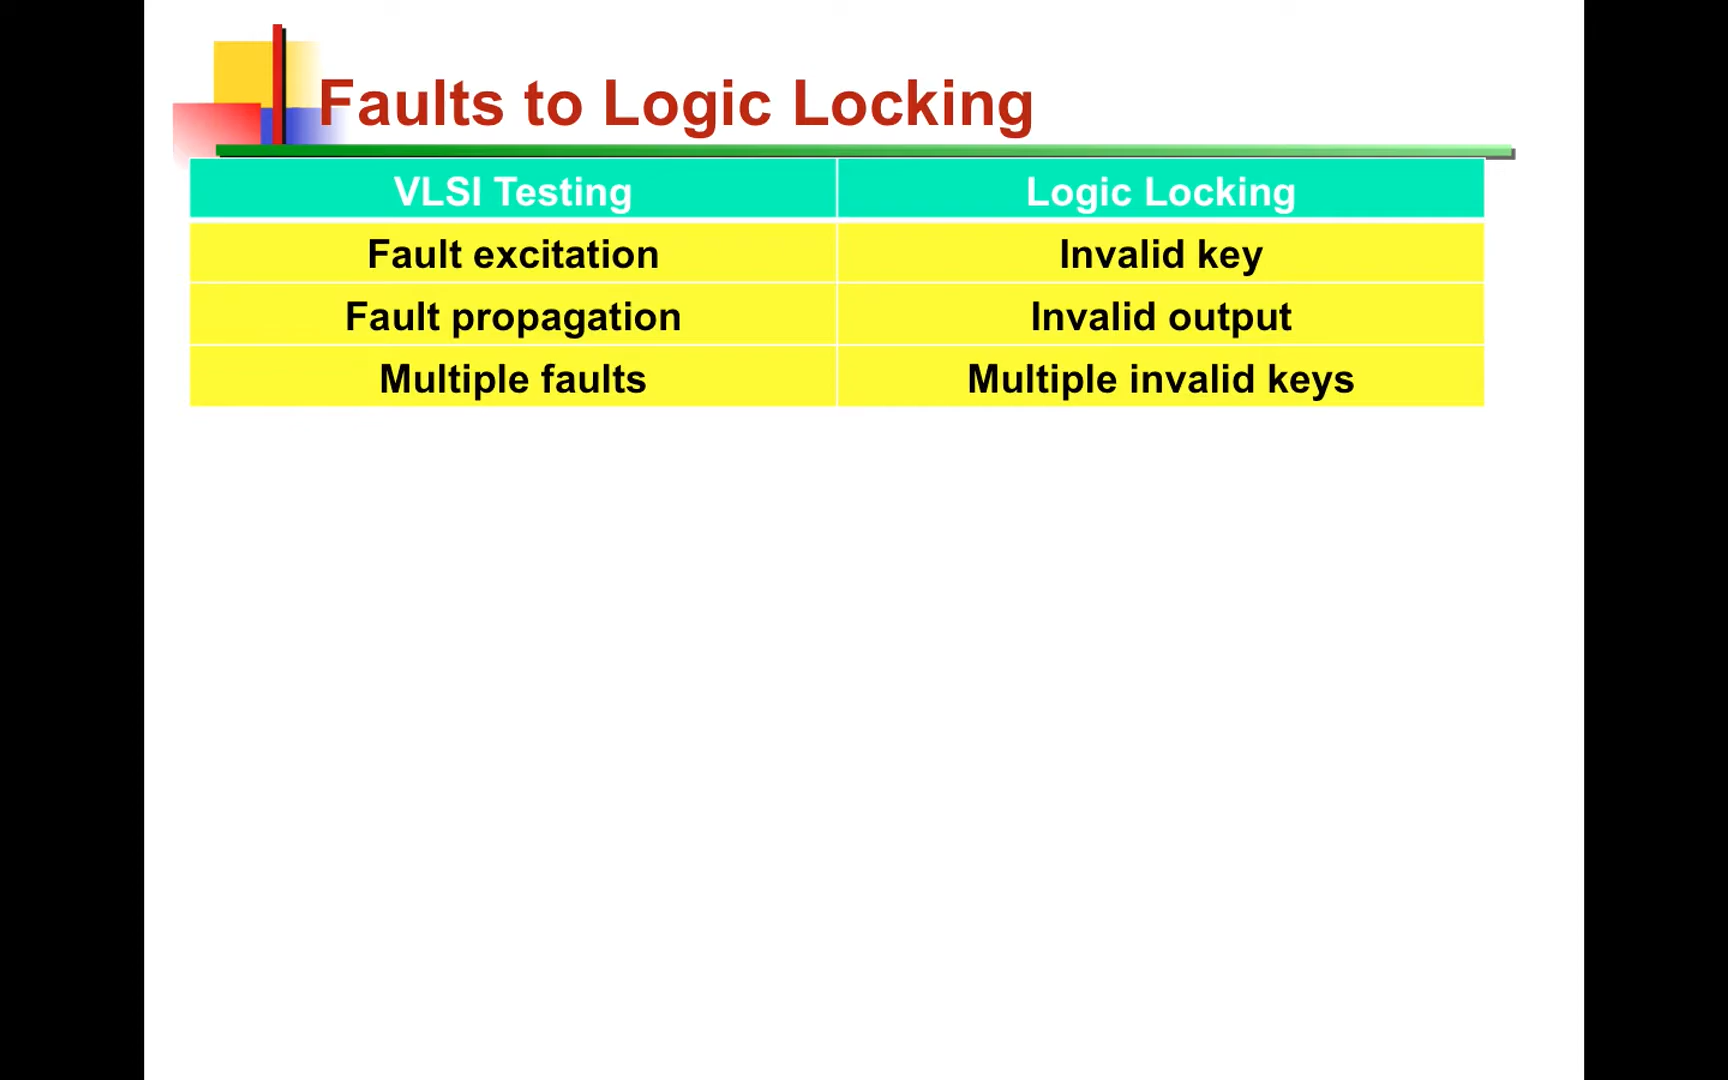 Faults to Logic Locking
VLSI Testing Logic Locking
Fault excitation Invalid key
Fault propagation Invalid output
Multiple faults Multiple invalid keys